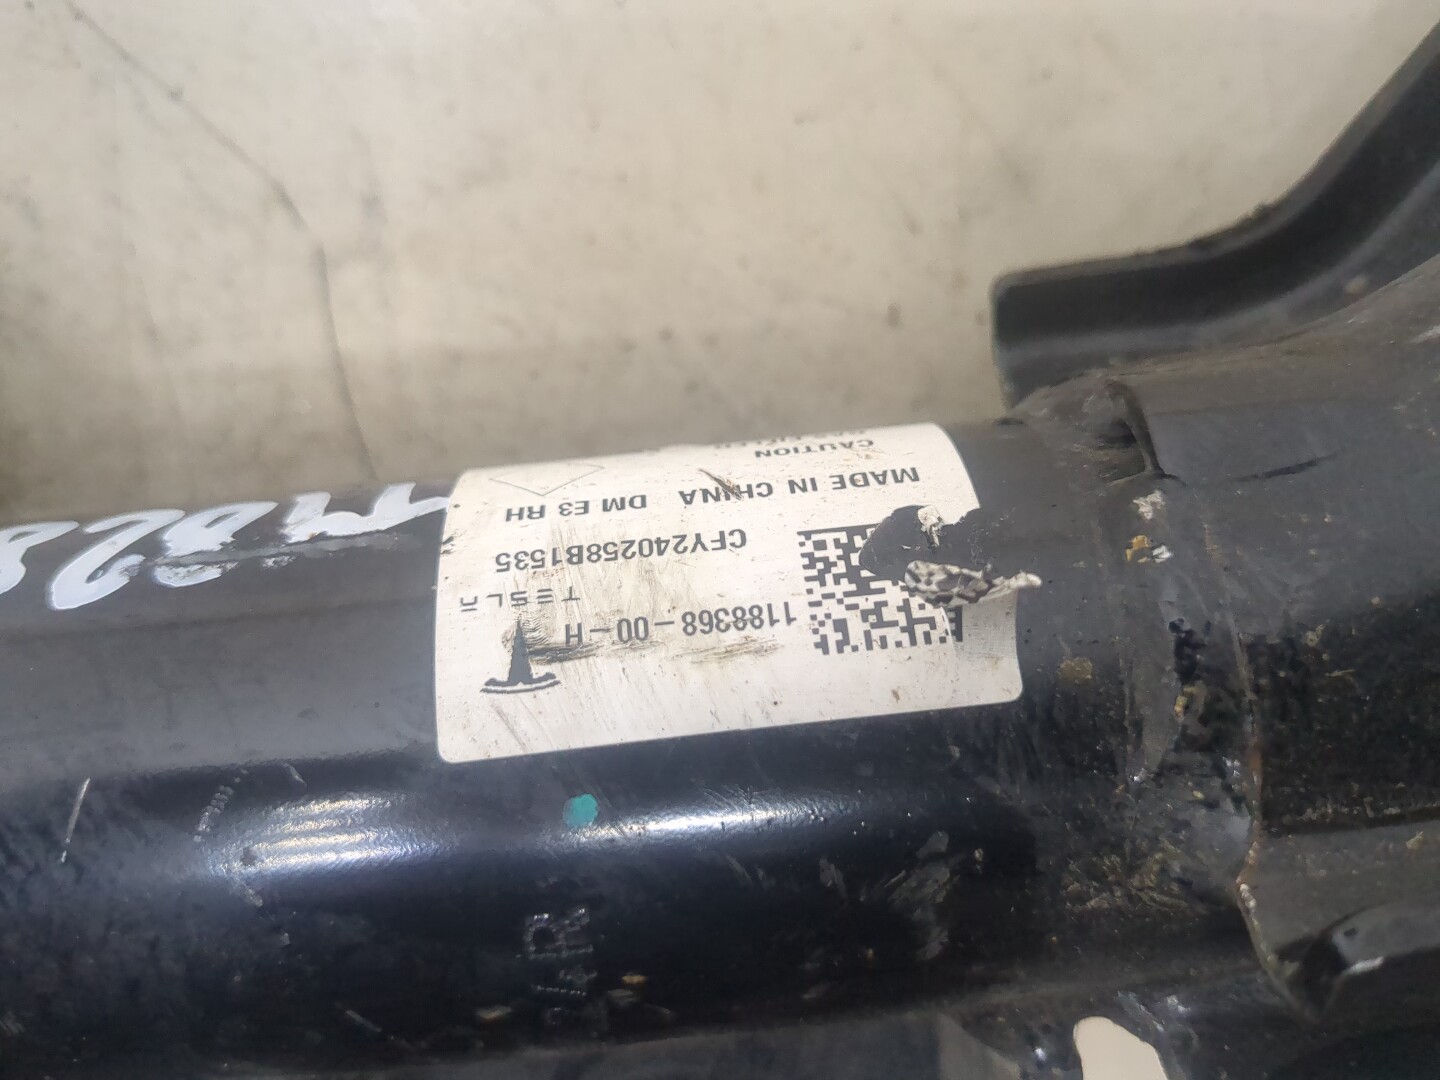 1188368-00-H
TESLA
CFY240258B1535
MADE IN CHINA DM E3 RH
CAUTION